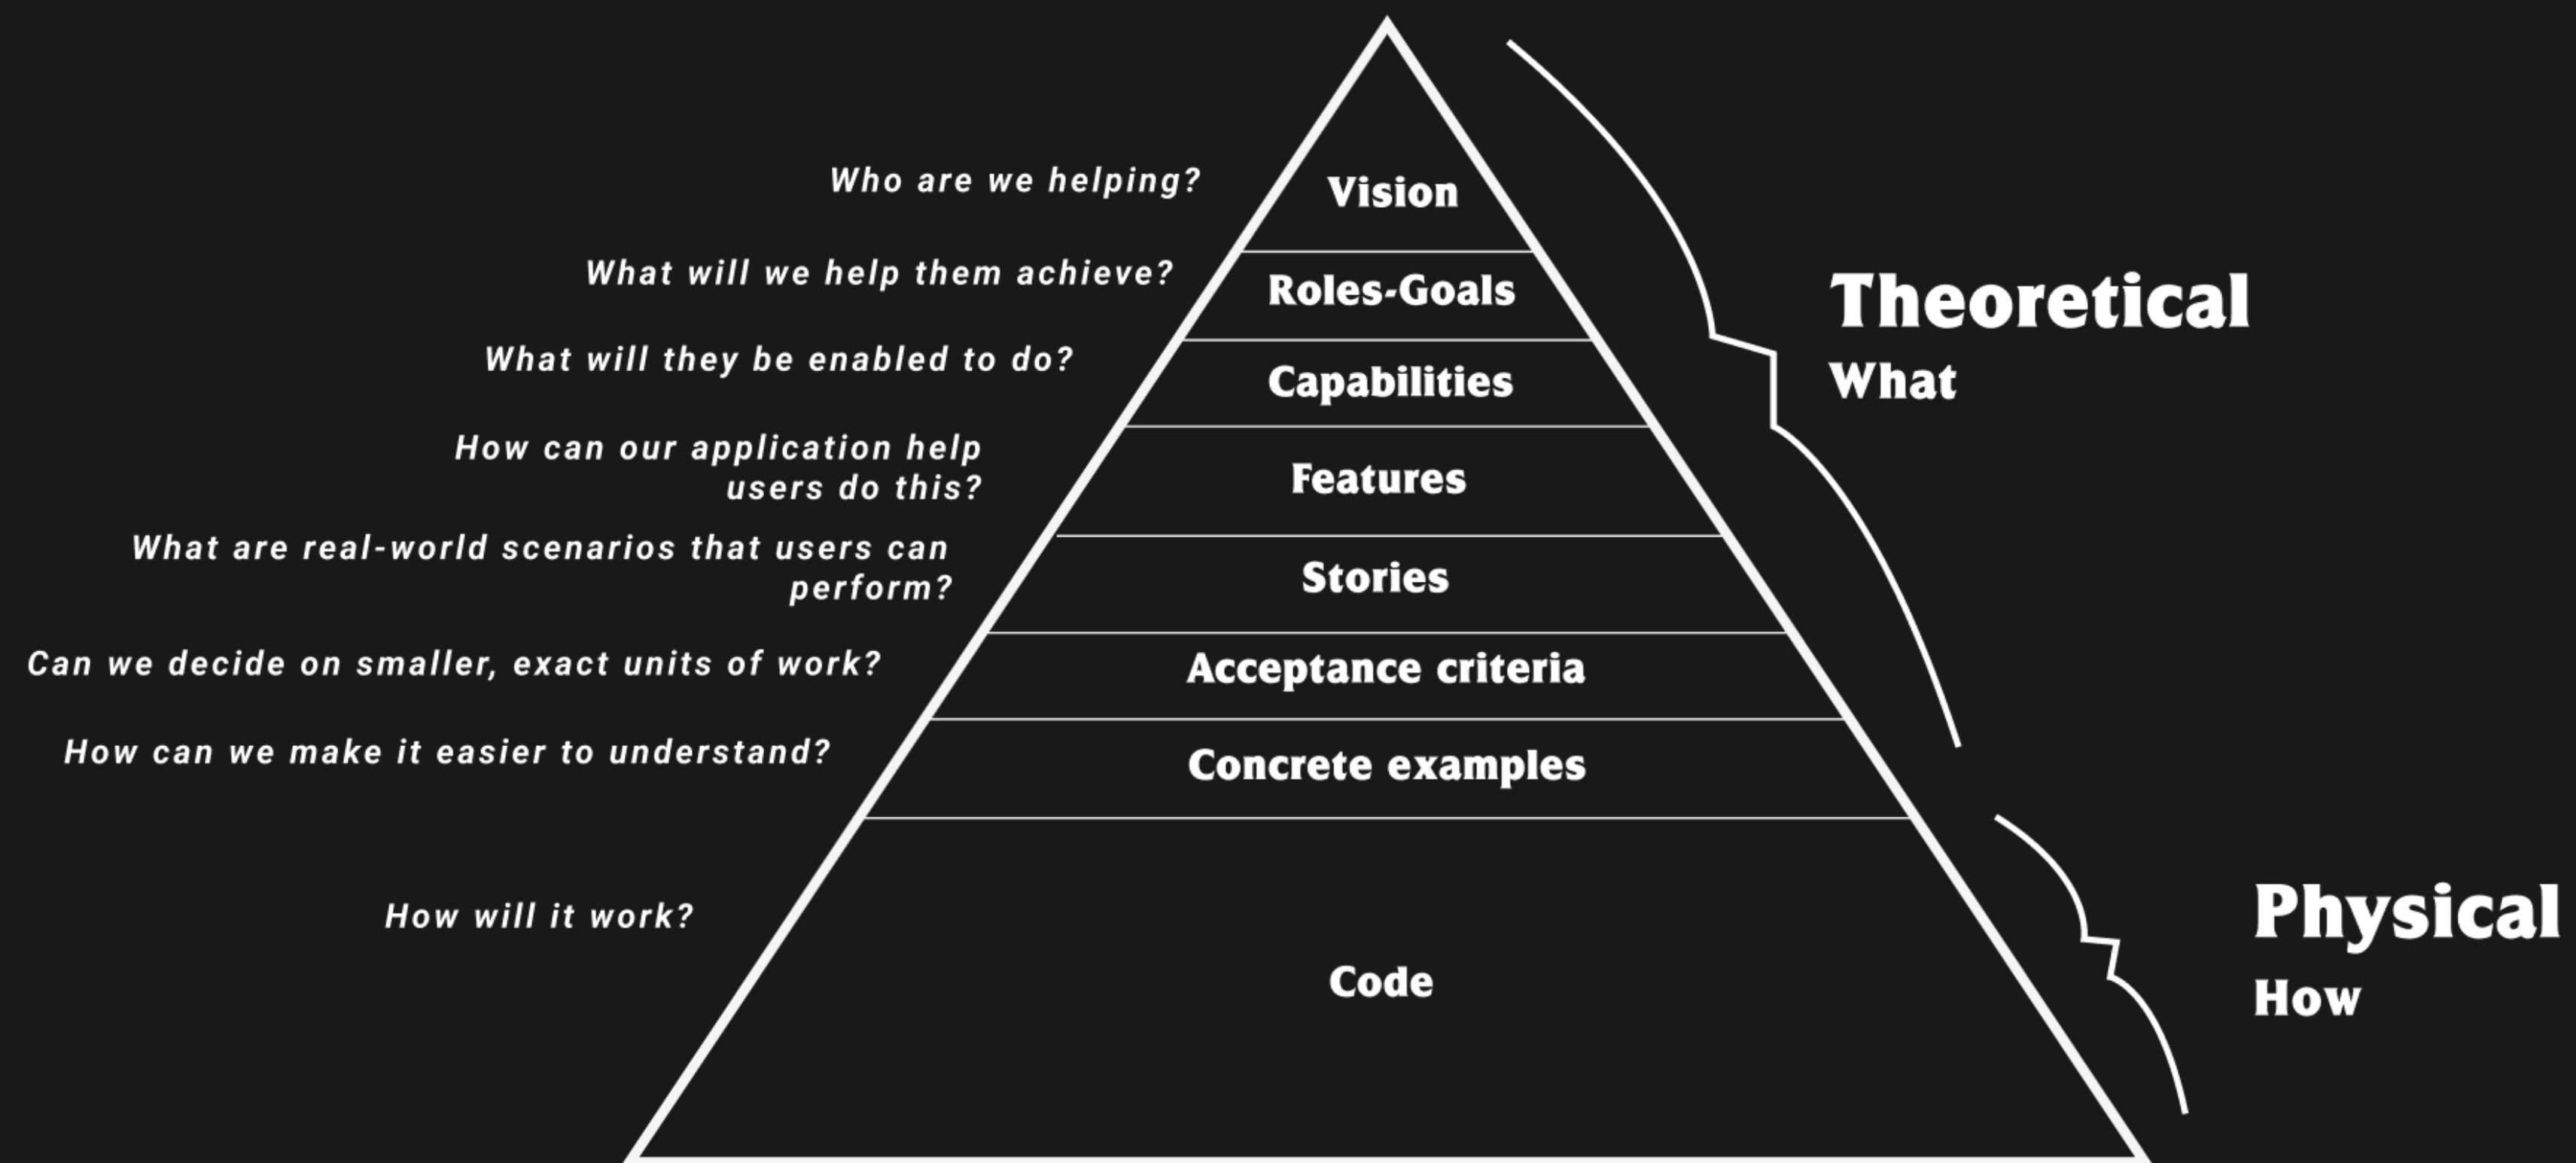 Who are we helping?
Vision
What will we help them achieve?
Roles-Goals
What will they be enabled to do?
Capabilities
How can our application help
users do this?
Features
What are real-world scenarios that users can
perform?
Stories
Can we decide on smaller, exact units of work?
Acceptance criteria
How can we make it easier to understand?
Concrete examples
How will it work?
Code
Theoretical
What
Physical
How